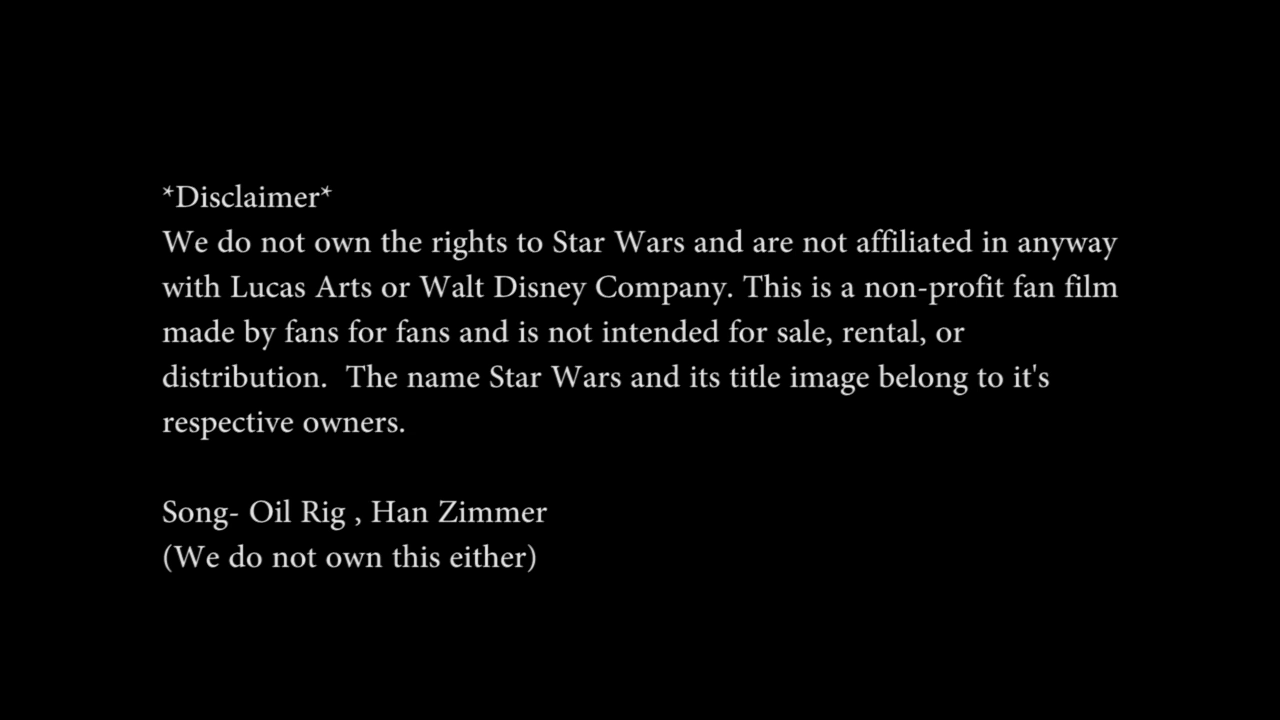 *Disclaimer*
We do not own the rights to Star Wars and are not affiliated in anyway
with Lucas Arts or Walt Disney Company. This is a non-profit fan film
made by fans for fans and is not intended for sale, rental, or
distribution.  The name Star Wars and its title image belong to it's
respective owners.
Song- Oil Rig , Han Zimmer
(We do not own this either)